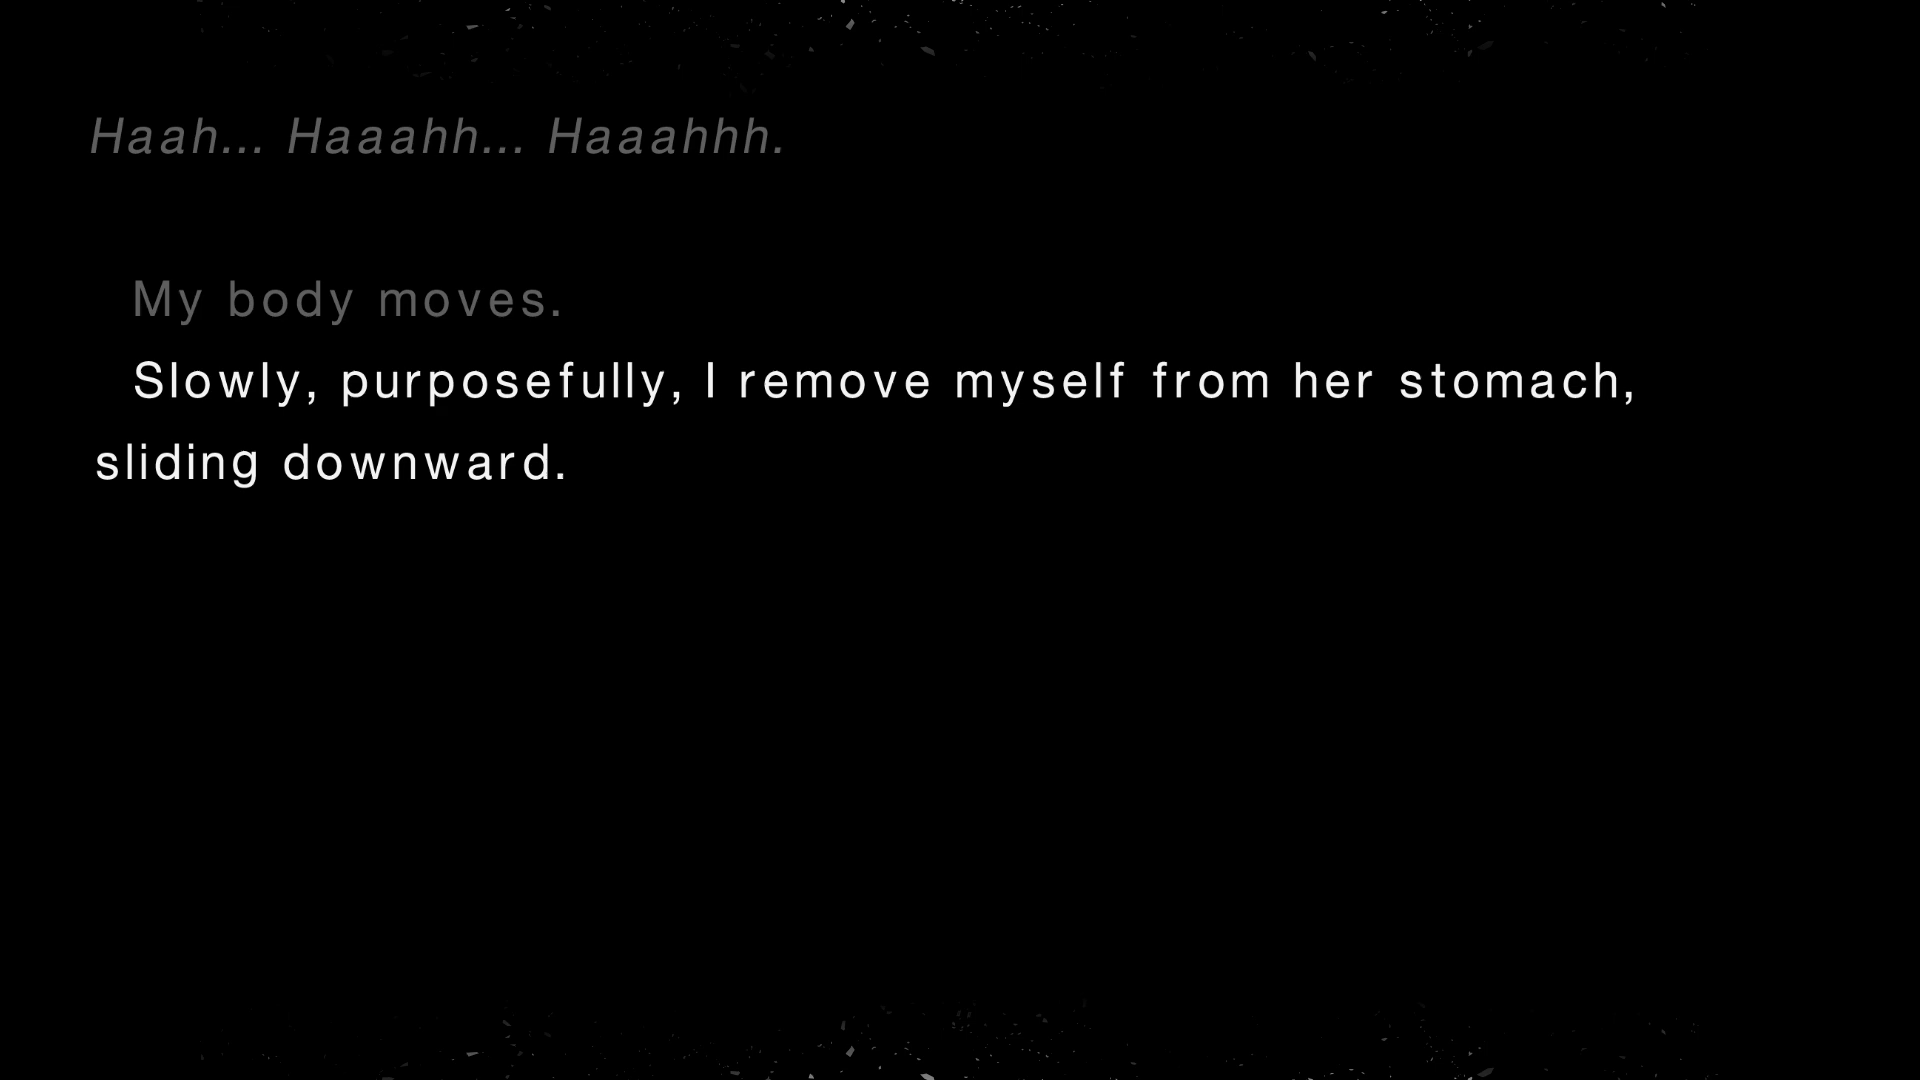 Haah... Haaahh... Haaahhh.
My body moves.
Slowly, purposefully, I remove myself from her stomach,
sliding downward.